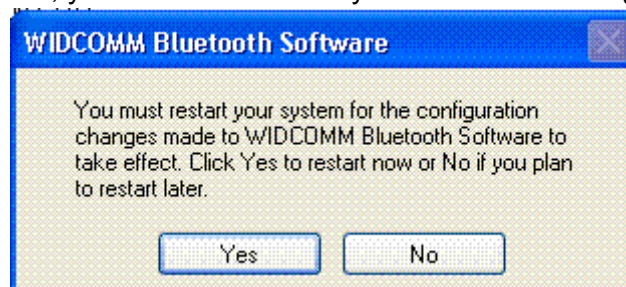 WIDCOMM Bluetooth Software
You must restart your system for the configuration
changes made to WIDCOMM Bluetooth Software to
take effect. Click Yes to restart now or No if you plan
to restart later.
Yes
No